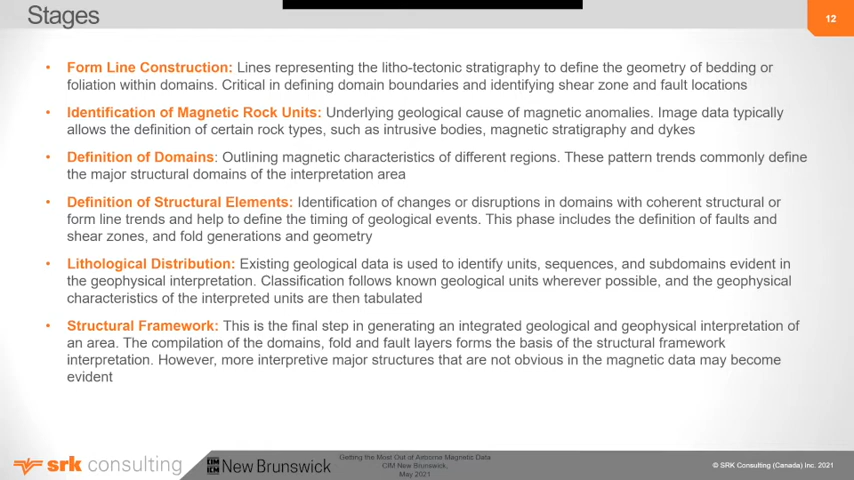 Stages
12
• Form Line Construction: Lines representing the litho-tectonic stratigraphy to define the geometry of bedding or
foliation within domains. Critical in defining domain boundaries and identifying shear zone and fault locations
• Identification of Magnetic Rock Units: Underlying geological cause of magnetic anomalies. Image data typically
allows the definition of certain rock types, such as intrusive bodies, magnetic stratigraphy and dykes
• Definition of Domains: Outlining magnetic characteristics of different regions. These pattern trends commonly define
the major structural domains of the interpretation area
• Definition of Structural Elements: Identification of changes or disruptions in domains with coherent structural or
form line trends and help to define the timing of geological events. This phase includes the definition of faults and
shear zones, and fold generations and geometry
• Lithological Distribution: Existing geological data is used to identify units, sequences, and subdomains evident in
the geophysical interpretation. Classification follows known geological units wherever possible, and the geophysical
characteristics of the interpreted units are then tabulated
• Structural Framework: This is the final step in generating an integrated geological and geophysical interpretation of
an area. The compilation of the domains, fold and fault layers forms the basis of the structural framework
interpretation. However, more interpretive major structures that are not obvious in the magnetic data may become
evident
srk consulting
CIM
ICM
New Brunswick
Getting the Most Out of Airborne Magnetic Data
CIM New Brunswick,
May 2021
© SRK Consulting (Canada) Inc. 2021